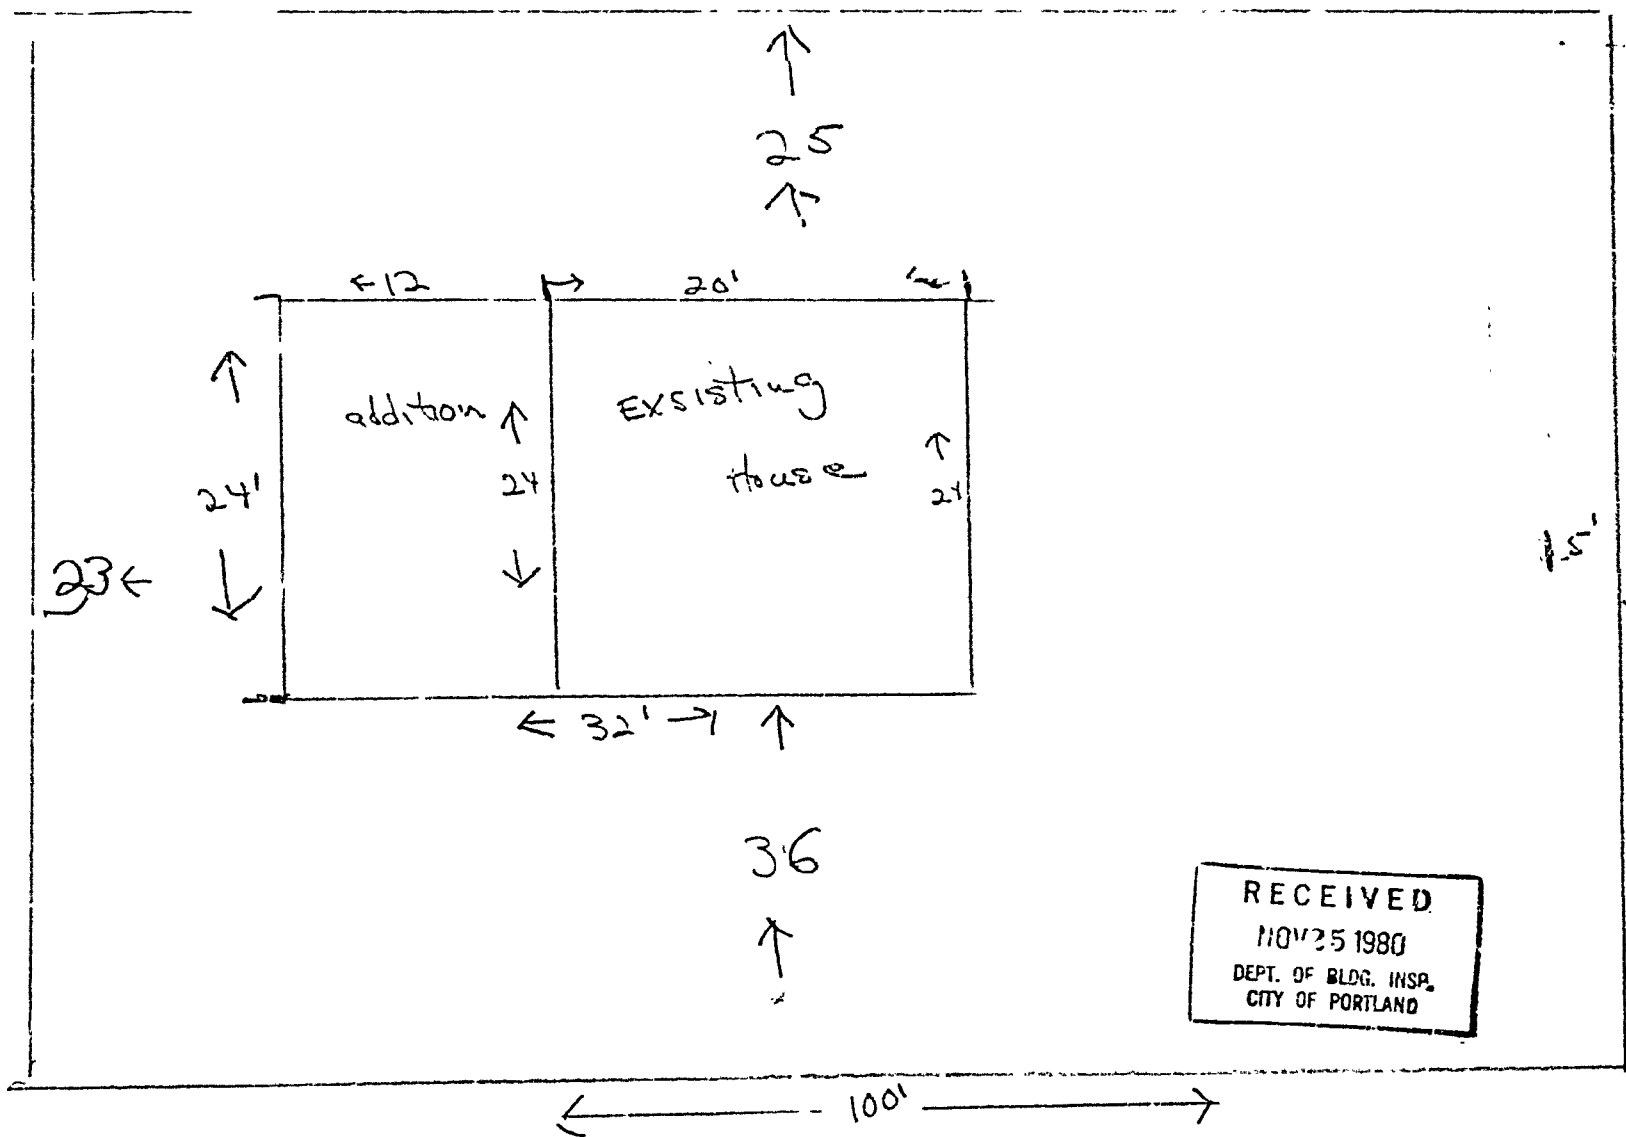 25
12
20'
addition
Exsisting
House
24'
24
24
23
32'
36
RECEIVED
NOV 25 1980
DEPT. OF BLDG. INSP.
CITY OF PORTLAND
100'